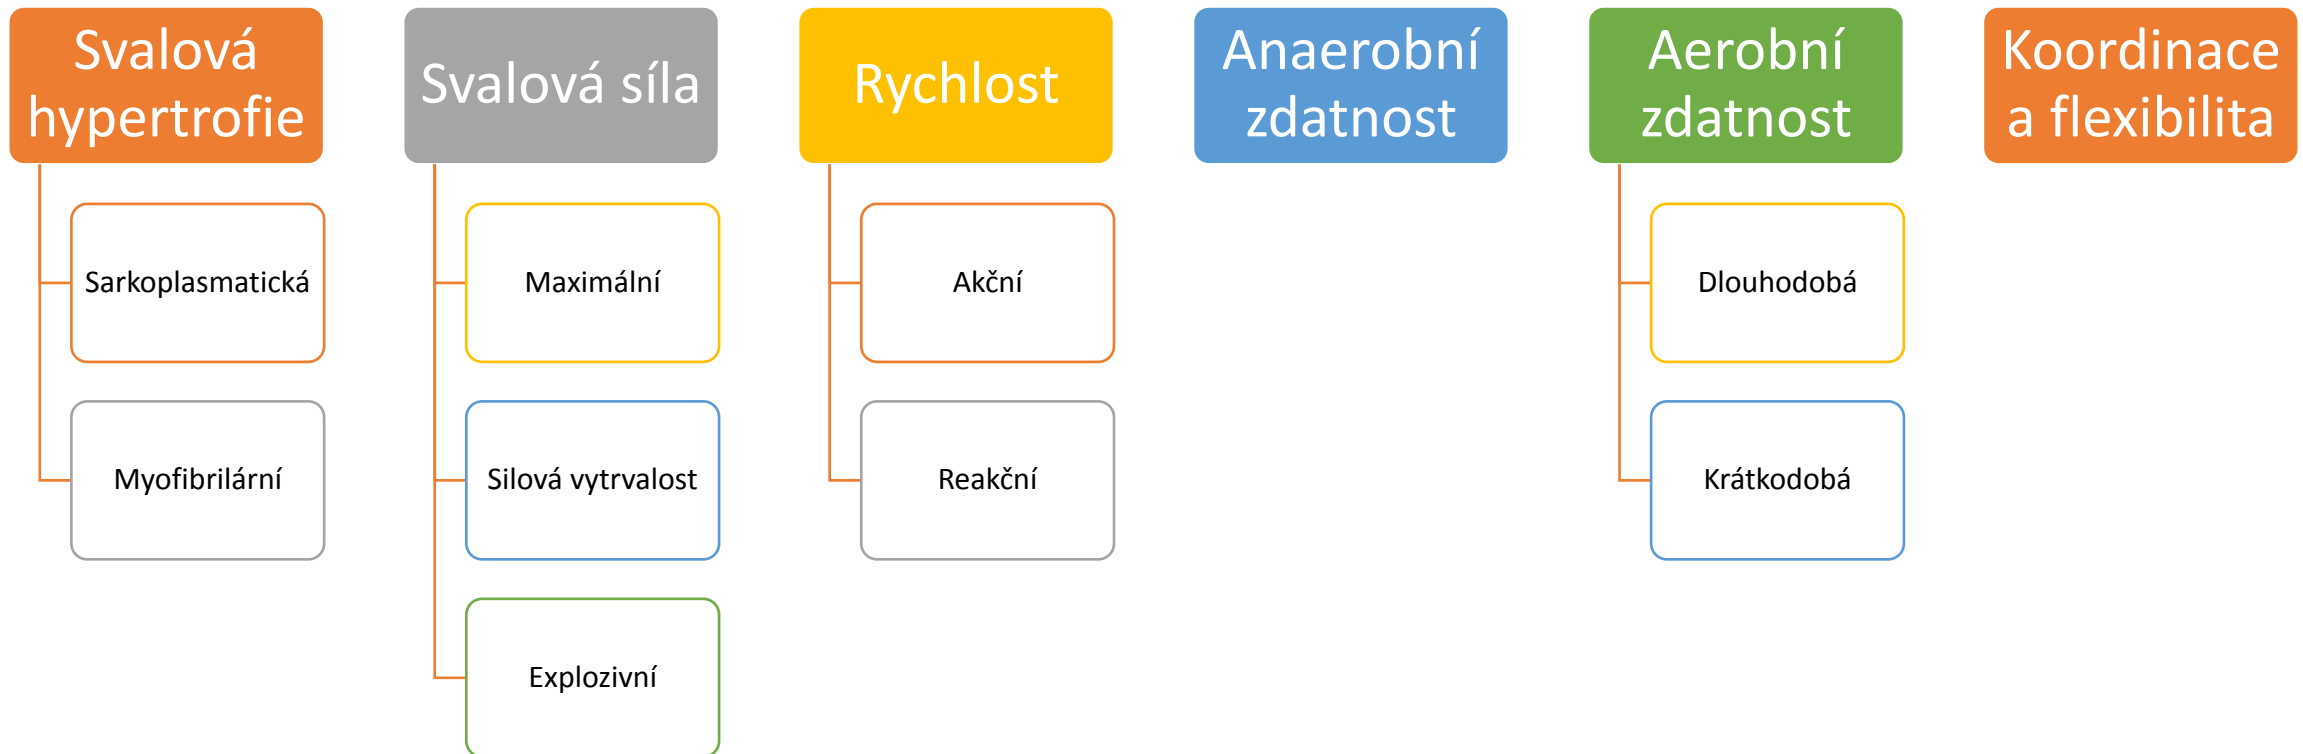 Svalová
hypertrofie
Sarkoplasmatická
Myofibrilární
Svalová síla
Maximální
Silová vytrvalost
Explozivní
Rychlost
Akční
Reakční
Anaerobní
zdatnost
Aerobní
zdatnost
Dlouhodobá
Krátkodobá
Koordinace
a flexibilita